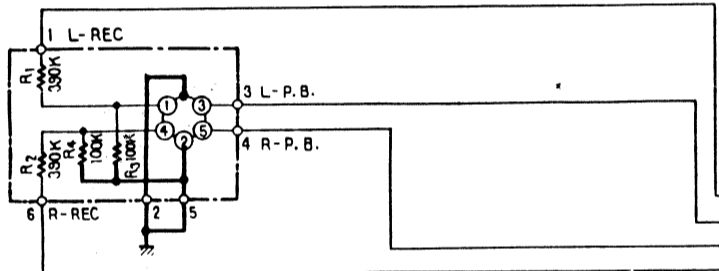 1 L-REC
R1
390K
1
3
3 L-P.B.
4
5
2
4 R-P.B.
R4
100K
R3 100K
R2
390K
6 R-REC
2
5